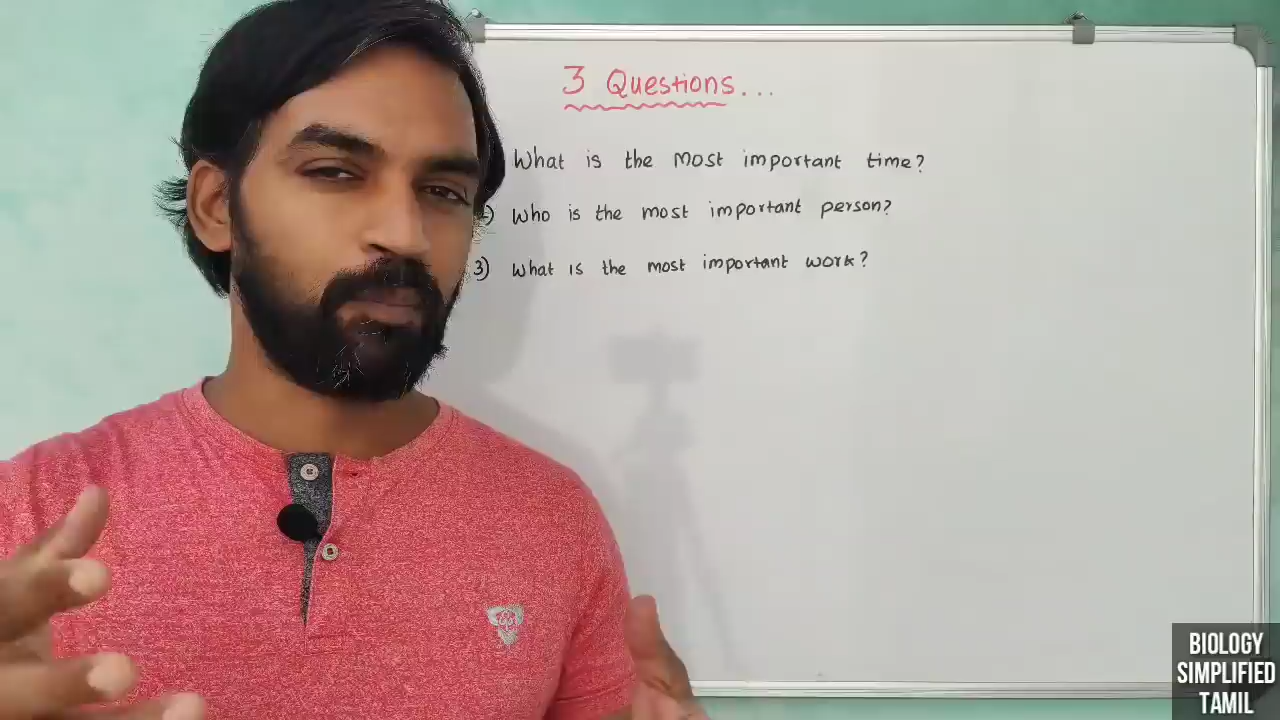 3 Questions...
What is the most important time?
2) Who is the most important person?
3) What is the most important work?
BIOLOGY
SIMPLIFIED
TAMIL